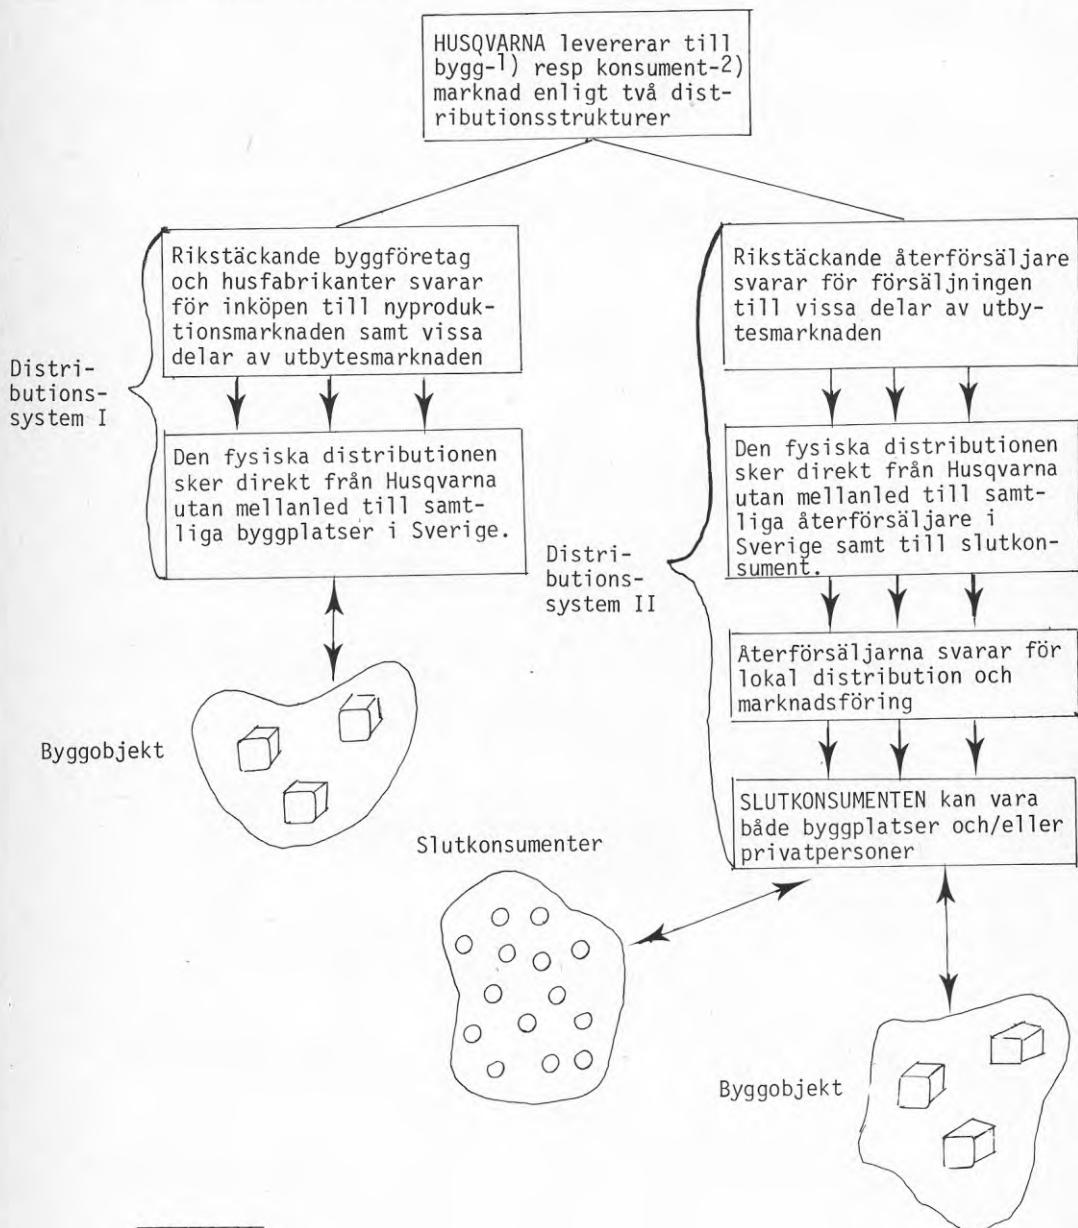 HUSQVARNA levererar till
bygg-1) resp konsument-2)
marknad enligt två dist-
ributionsstrukturer
Distri-
butions-
system I
Rikstäckande byggföretag
och husfabrikanter svarar
för inköpen till nyproduk-
tionsmarknaden samt vissa
delar av utbytesmarknaden
Den fysiska distributionen
sker direkt från Husqvarna
utan mellanled till samt-
liga byggplatser i Sverige.
Byggobjekt
Distri-
butions-
system II
Rikstäckande återförsäljare
svarar för försäljningen
till vissa delar av utby-
tesmarknaden
Den fysiska distributionen
sker direkt från Husqvarna
utan mellanled till samt-
liga återförsäljare i
Sverige samt till slutkon-
sument.
Återförsäljarna svarar för
lokal distribution och
marknadsföring
SLUTKONSUMENTEN kan vara
både byggplatser och/eller
privatpersoner
Slutkonsumenter
Byggobjekt